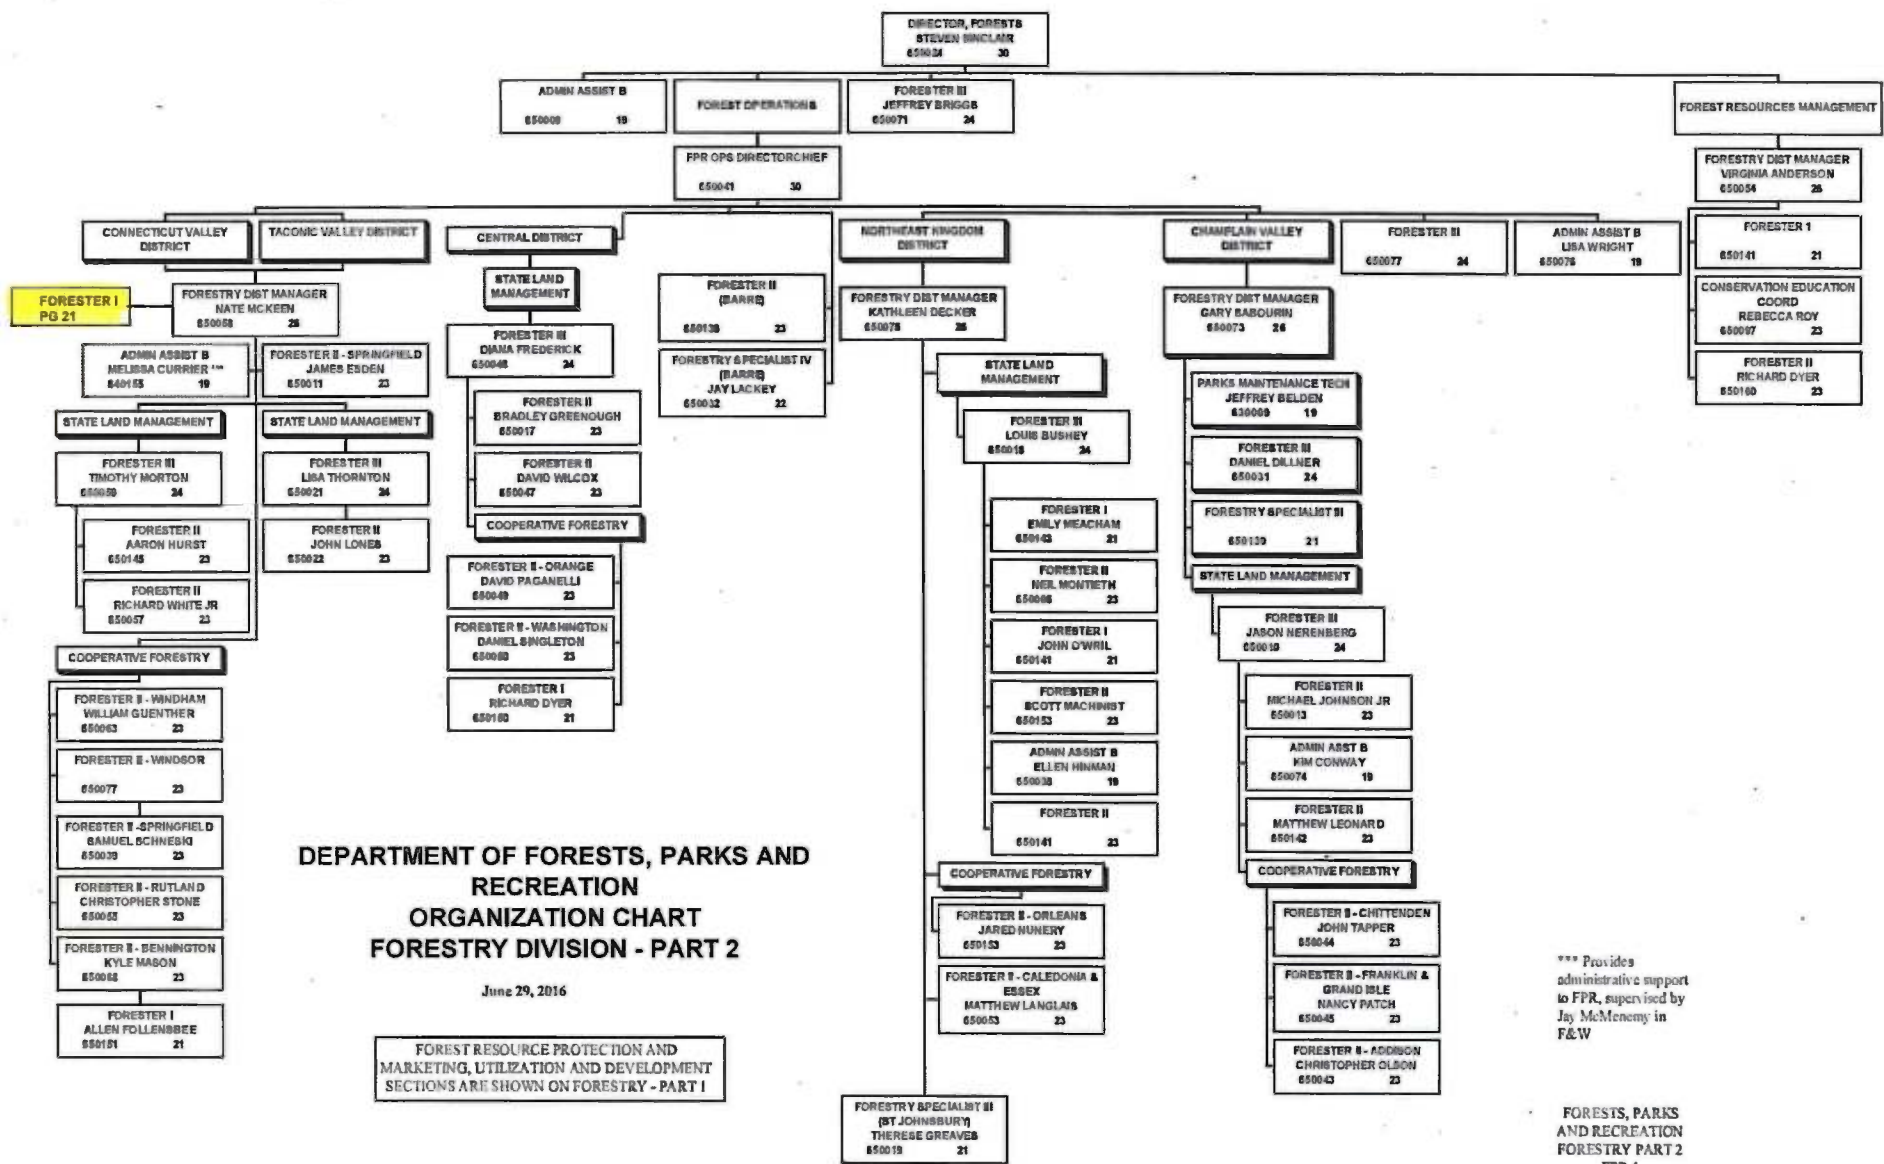 DIRECTOR, FORESTS
STEVEN SINCLAIR
650024 30
ADMIN ASSIST B
650009 19
FOREST OPERATIONS
FORESTER III
JEFFREY BRIGGS
650071 24
FOREST RESOURCES MANAGEMENT
FPR OPS DIRECTORCHIEF
650041 30
FORESTRY DIST MANAGER
VIRGINIA ANDERSON
650054 26
CONNECTICUT VALLEY
DISTRICT
TACONIC VALLEY DISTRICT
CENTRAL DISTRICT
NORTHEAST KINGDOM
DISTRICT
CHAMPLAIN VALLEY
DISTRICT
FORESTER III
650077 24
ADMIN ASSIST B
LISA WRIGHT
650076 19
FORESTER 1
650141 21
CONSERVATION EDUCATION
COORD
REBECCA ROY
650097 23
FORESTER II
RICHARD DYER
650160 23
FORESTER I
PG 21
FORESTRY DIST MANAGER
NATE MCKEEN
650058 26
ADMIN ASSIST B
MELISSA CURRIER ***
640155 19
FORESTER II - SPRINGFIELD
JAMES ESDEN
650011 23
STATE LAND MANAGEMENT
STATE LAND MANAGEMENT
FORESTER III
TIMOTHY MORTON
650059 24
FORESTER III
LISA THORNTON
650021 24
FORESTER II
AARON HURST
650145 23
FORESTER II
JOHN LONES
650022 23
FORESTER II
RICHARD WHITE JR
650057 23
COOPERATIVE FORESTRY
FORESTER II - WINDHAM
WILLIAM GUENTHER
650063 23
FORESTER II - WINDSOR
650077 23
FORESTER II -SPRINGFIELD
SAMUEL SCHNESKI
650039 23
FORESTER II - RUTLAND
CHRISTOPHER STONE
650055 23
FORESTER II - BENNINGTON
KYLE MASON
650068 23
FORESTER I
ALLEN FOLLENSBEE
650151 21
STATE LAND
MANAGEMENT
FORESTER III
DIANA FREDERICK
650048 24
FORESTER II
BRADLEY GREENOUGH
650017 23
FORESTER II
DAVID WILCOX
650047 23
COOPERATIVE FORESTRY
FORESTER II - ORANGE
DAVID PAGANELLI
650049 23
FORESTER II - WASHINGTON
DANIEL SINGLETON
650060 23
FORESTER I
RICHARD DYER
650160 21
FORESTER II
(BARRE)
650138 23
FORESTRY SPECIALIST IV
(BARRE)
JAY LACKEY
650032 22
FORESTRY DIST MANAGER
KATHLEEN DECKER
650078 26
STATE LAND
MANAGEMENT
FORESTER III
LOUIS BUSHEY
650018 24
FORESTER I
EMILY MEACHAM
650143 21
FORESTER II
NEIL MONTIETH
650006 23
FORESTER I
JOHN O'WRIL
650141 21
FORESTER II
SCOTT MACHINIST
650153 23
ADMIN ASSIST B
ELLEN HINMAN
650038 19
FORESTER II
650141 23
COOPERATIVE FORESTRY
FORESTER II - ORLEANS
JARED NUNERY
650153 23
FORESTER II - CALEDONIA &
ESSEX
MATTHEW LANGLAIS
650053 23
FORESTRY SPECIALIST III
(ST JOHNSBURY)
THERESE GREAVES
650019 21
FORESTRY DIST MANAGER
GARY SABOURIN
650073 26
PARKS MAINTENANCE TECH
JEFFREY BELDEN
630009 19
FORESTER III
DANIEL DILLNER
650031 24
FORESTRY SPECIALIST III
650139 21
STATE LAND MANAGEMENT
FORESTER III
JASON NERENBERG
650010 24
FORESTER II
MICHAEL JOHNSON JR
650013 23
ADMIN ASST B
KIM CONWAY
650074 19
FORESTER II
MATTHEW LEONARD
650142 23
COOPERATIVE FORESTRY
FORESTER II - CHITTENDEN
JOHN TAPPER
650044 23
FORESTER II - FRANKLIN &
GRAND ISLE
NANCY PATCH
650045 23
FORESTER II - ADDISON
CHRISTOPHER OLSON
650043 23
DEPARTMENT OF FORESTS, PARKS AND
RECREATION
ORGANIZATION CHART
FORESTRY DIVISION - PART 2
June 29, 2016
FOREST RESOURCE PROTECTION AND
MARKETING, UTILIZATION AND DEVELOPMENT
SECTIONS ARE SHOWN ON FORESTRY - PART 1
*** Provides
administrative support
to FPR, supervised by
Jay McMenemy in
F&W
FORESTS, PARKS
AND RECREATION
FORESTRY PART 2